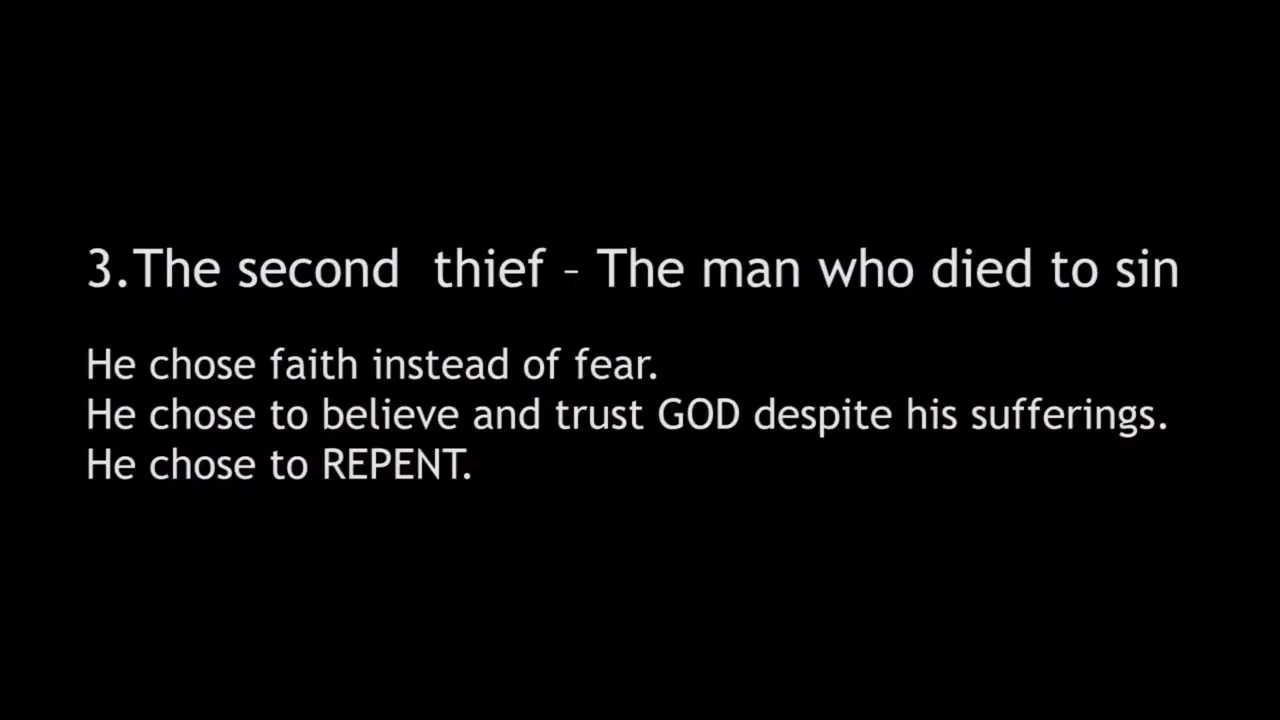 3.The second  thief – The man who died to sin
He chose faith instead of fear.
He chose to believe and trust GOD despite his sufferings.
He chose to REPENT.